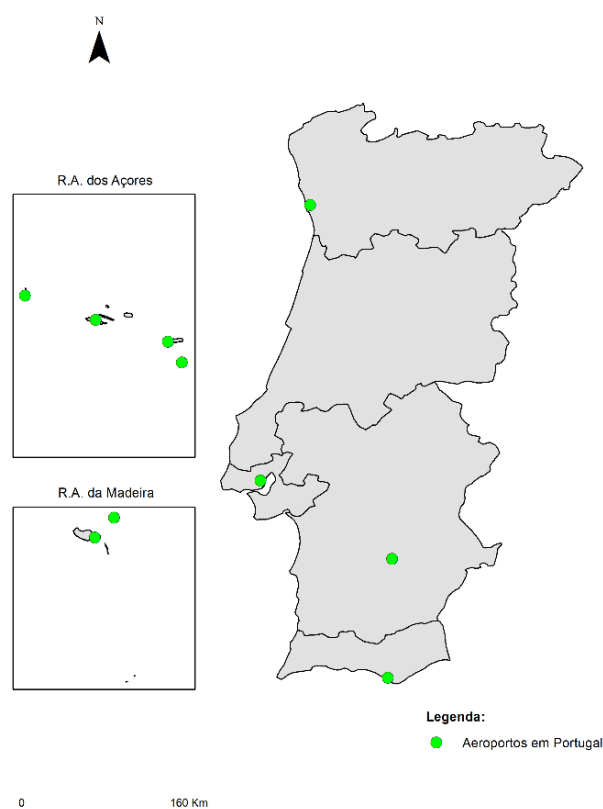 N
R.A. dos Açores
R.A. da Madeira
Legenda:
Aeroportos em Portugal
0 160 Km